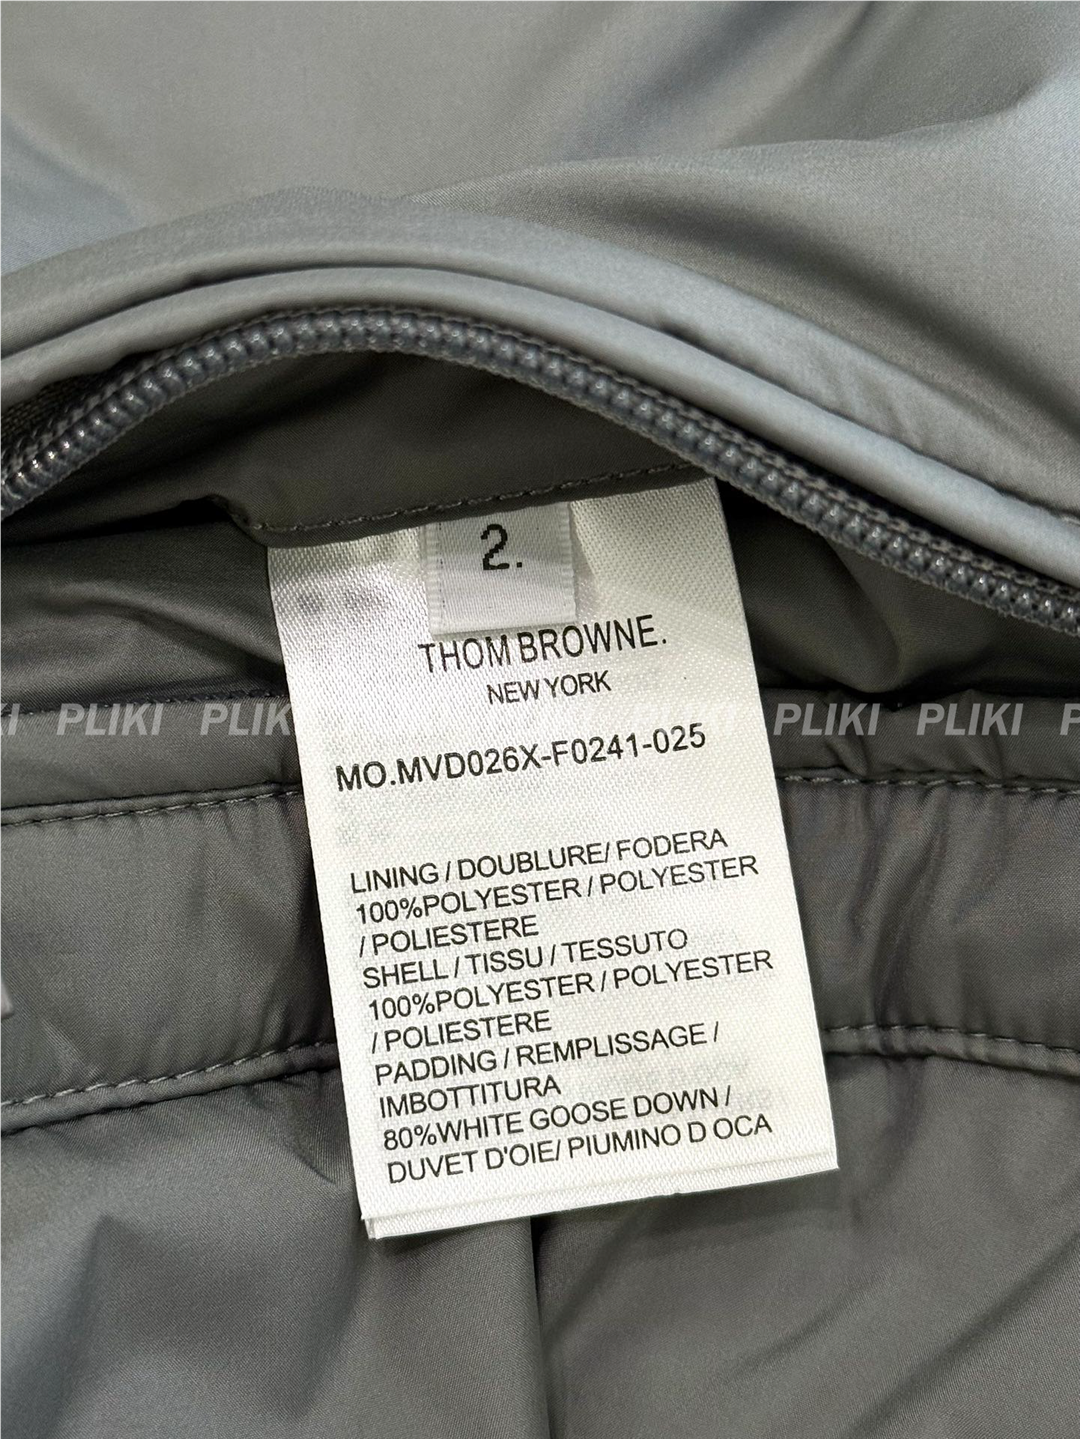 2.
THOM BROWNE.
NEW YORK
PLIKI PLIKI PLIKI PLIKI
MO.MVD026X-F0241-025
LINING / DOUBLURE/ FODERA
100%POLYESTER / POLYESTER
/ POLIESTERE
SHELL / TISSU / TESSUTO
100%POLYESTER / POLYESTER
/ POLIESTERE
PADDING / REMPLISSAGE /
IMBOTTITURA
80%WHITE GOOSE DOWN /
DUVET D'OIE/ PIUMINO D OCA